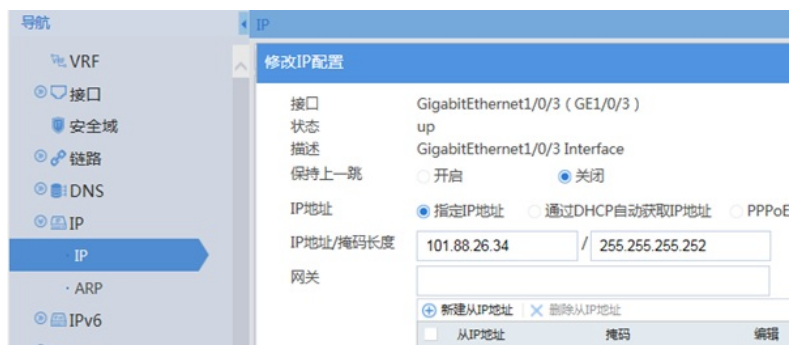 导航
IP
VRF
接口
安全域
链路
DNS
IP
IP
ARP
IPv6
修改IP配置
接口 GigabitEthernet1/0/3 ( GE1/0/3 )
状态 up
描述 GigabitEthernet1/0/3 Interface
保持上一跳 开启 关闭
IP地址 指定IP地址 通过DHCP自动获取IP地址 PPPoE
IP地址/掩码长度 101.88.26.34 / 255.255.255.252
网关
新建从IP地址 删除从IP地址
从IP地址 掩码 编辑